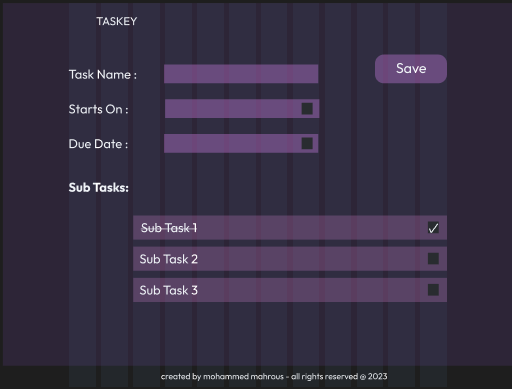 TASKEY
Save
Task Name :
Starts On :
Due Date :
Sub Tasks:
Sub Task 1
Sub Task 2
Sub Task 3
created by mohammed mahrous - all rights reserved @ 2023